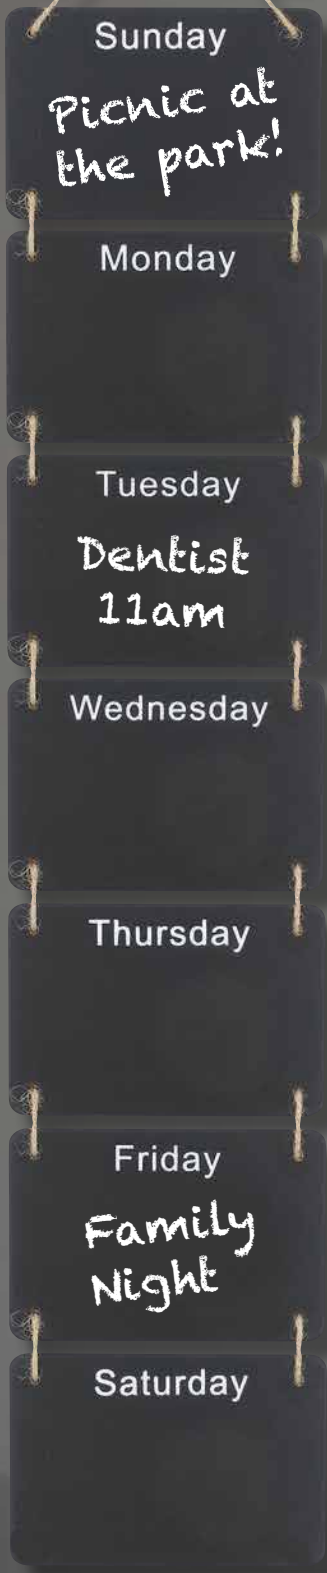 Sunday
Picnic at
the park!
Monday
Tuesday
Dentist
11am
Wednesday
Thursday
Friday
Family
Night
Saturday